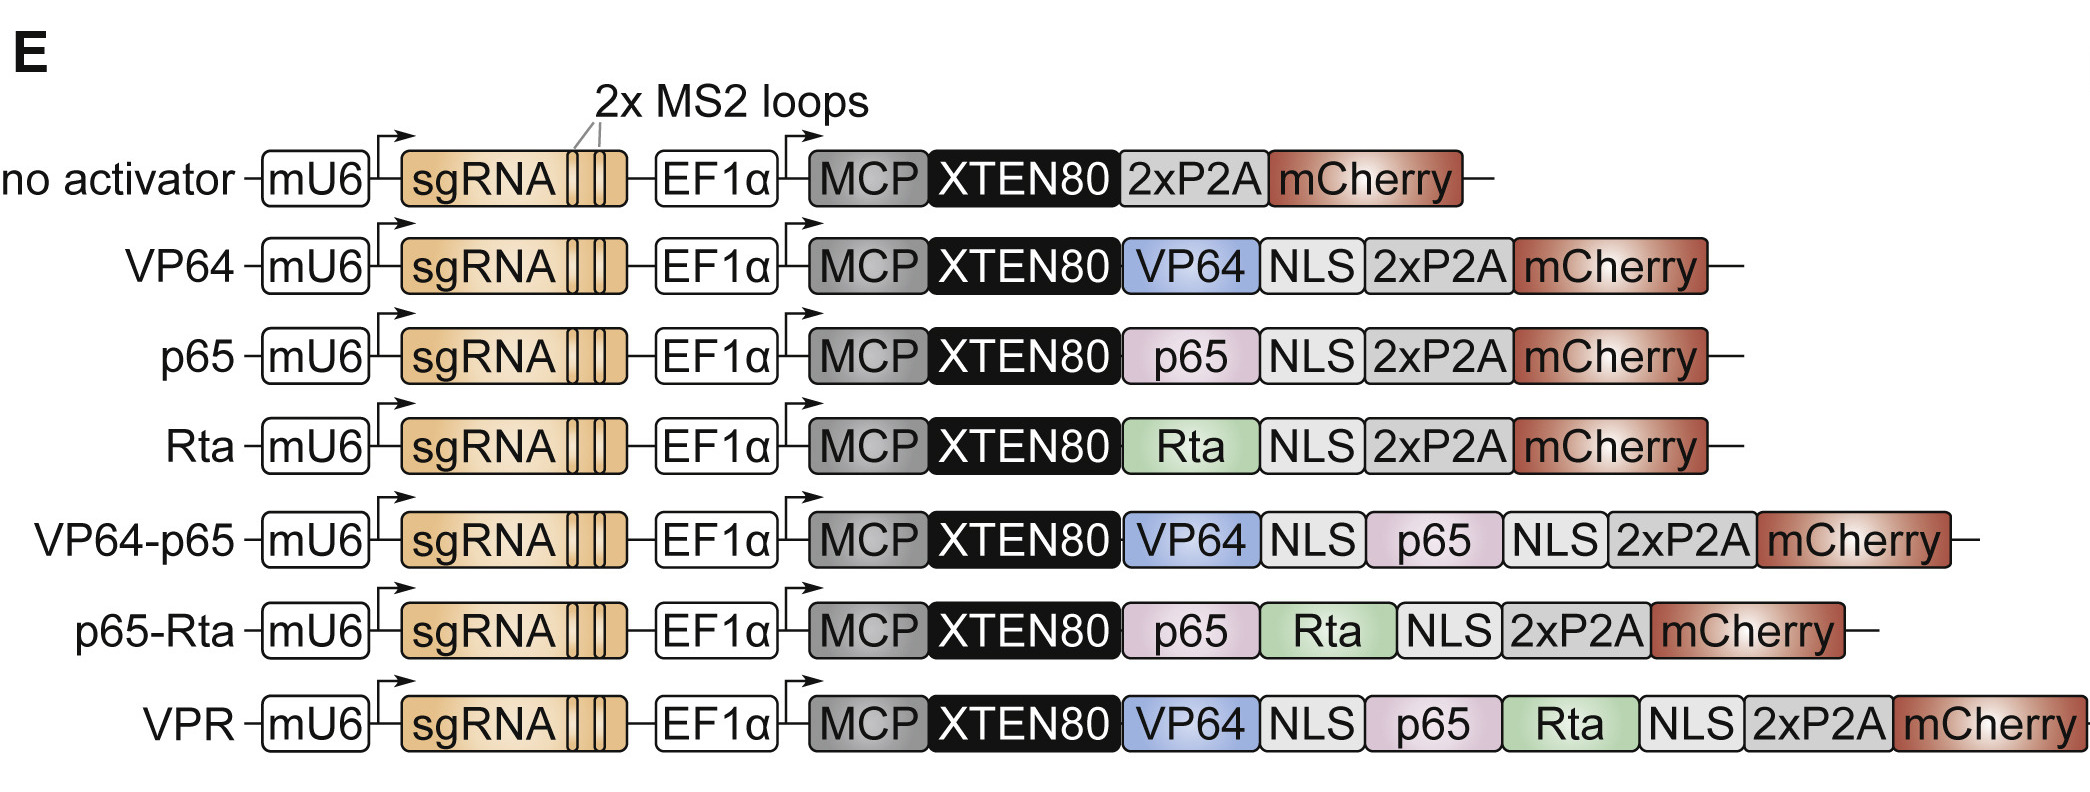 E
2x MS2 loops
no activator mU6 sgRNA EF1α MCP XTEN80 2xP2A mCherry
VP64 mU6 sgRNA EF1α MCP XTEN80 VP64 NLS 2xP2A mCherry
p65 mU6 sgRNA EF1α MCP XTEN80 p65 NLS 2xP2A mCherry
Rta mU6 sgRNA EF1α MCP XTEN80 Rta NLS 2xP2A mCherry
VP64-p65 mU6 sgRNA EF1α MCP XTEN80 VP64 NLS p65 NLS 2xP2A mCherry
p65-Rta mU6 sgRNA EF1α MCP XTEN80 p65 Rta NLS 2xP2A mCherry
VPR mU6 sgRNA EF1α MCP XTEN80 VP64 NLS p65 Rta NLS 2xP2A mCherry